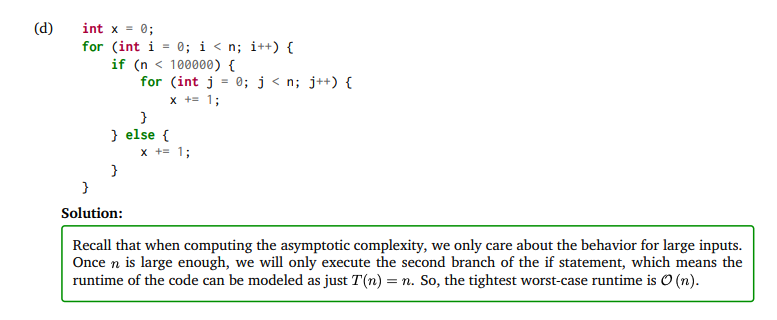 (d) int x = 0;
for (int i = 0; i < n; i++) {
if (n < 100000) {
for (int j = 0; j < n; j++) {
x += 1;
}
} else {
x += 1;
}
}
Solution:
Recall that when computing the asymptotic complexity, we only care about the behavior for large inputs.
Once n is large enough, we will only execute the second branch of the if statement, which means the
runtime of the code can be modeled as just T(n) = n. So, the tightest worst-case runtime is O (n).